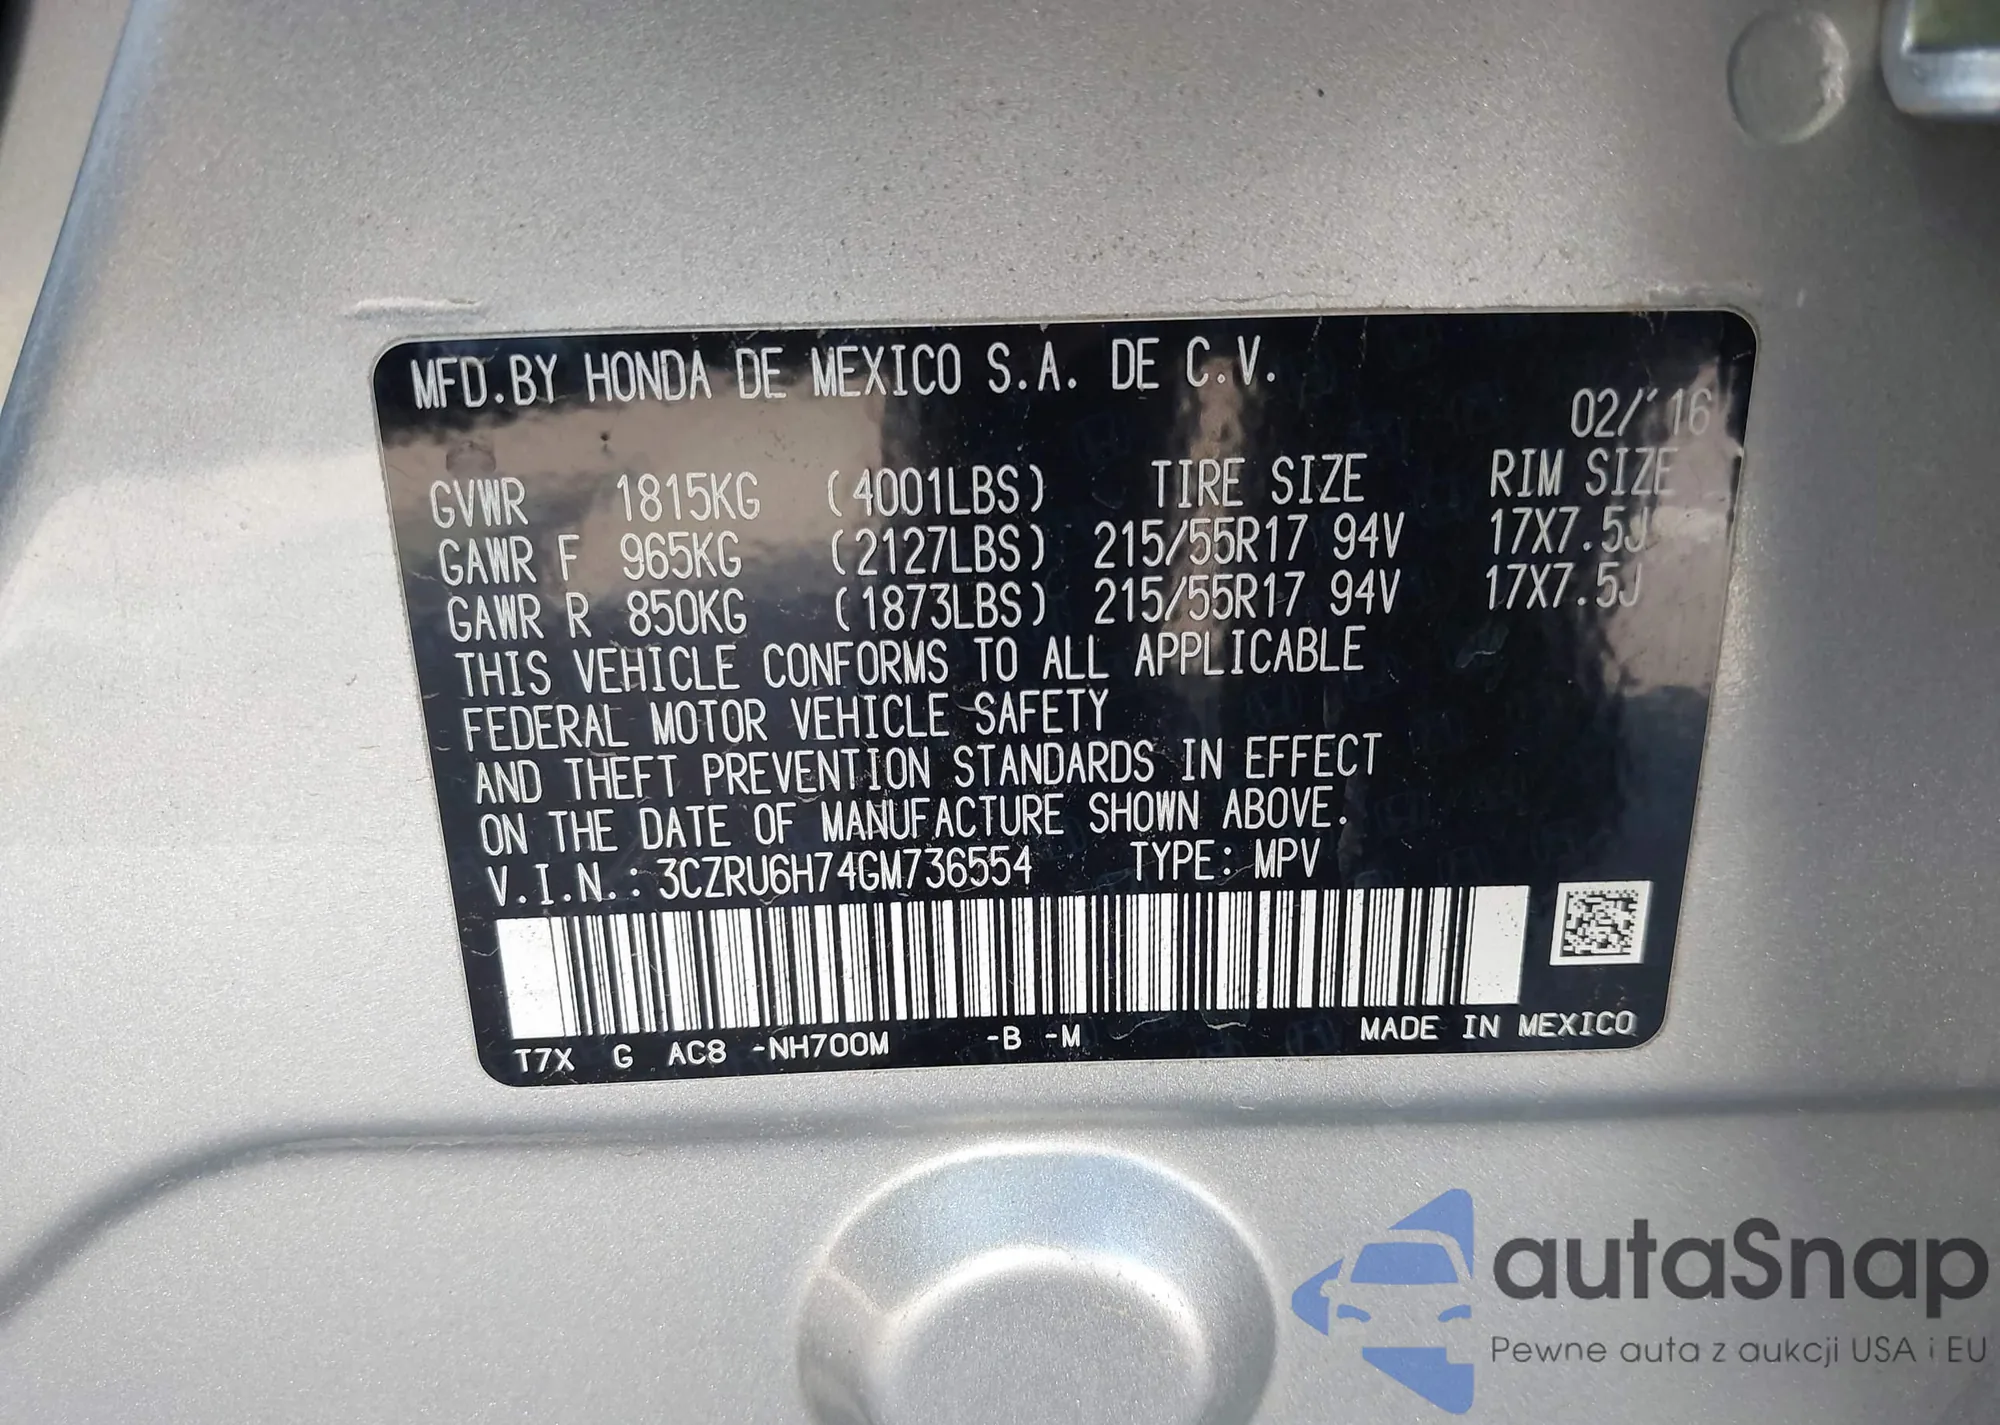 MFD.BY HONDA DE MEXICO S.A. DE C.V.
02/'16
GVWR 1815KG (4001LBS) TIRE SIZE RIM SIZE
GAWR F 965KG (2127LBS) 215/55R17 94V 17X7.5J
GAWR R 850KG (1873LBS) 215/55R17 94V 17X7.5J
THIS VEHICLE CONFORMS TO ALL APPLICABLE
FEDERAL MOTOR VEHICLE SAFETY
AND THEFT PREVENTION STANDARDS IN EFFECT
ON THE DATE OF MANUFACTURE SHOWN ABOVE.
V.I.N.: 3CZRU6H74GM736554 TYPE: MPV
T7X G AC8 -NH700M -B -M MADE IN MEXICO
autaSnap
Pewne auta z aukcji USA i EU